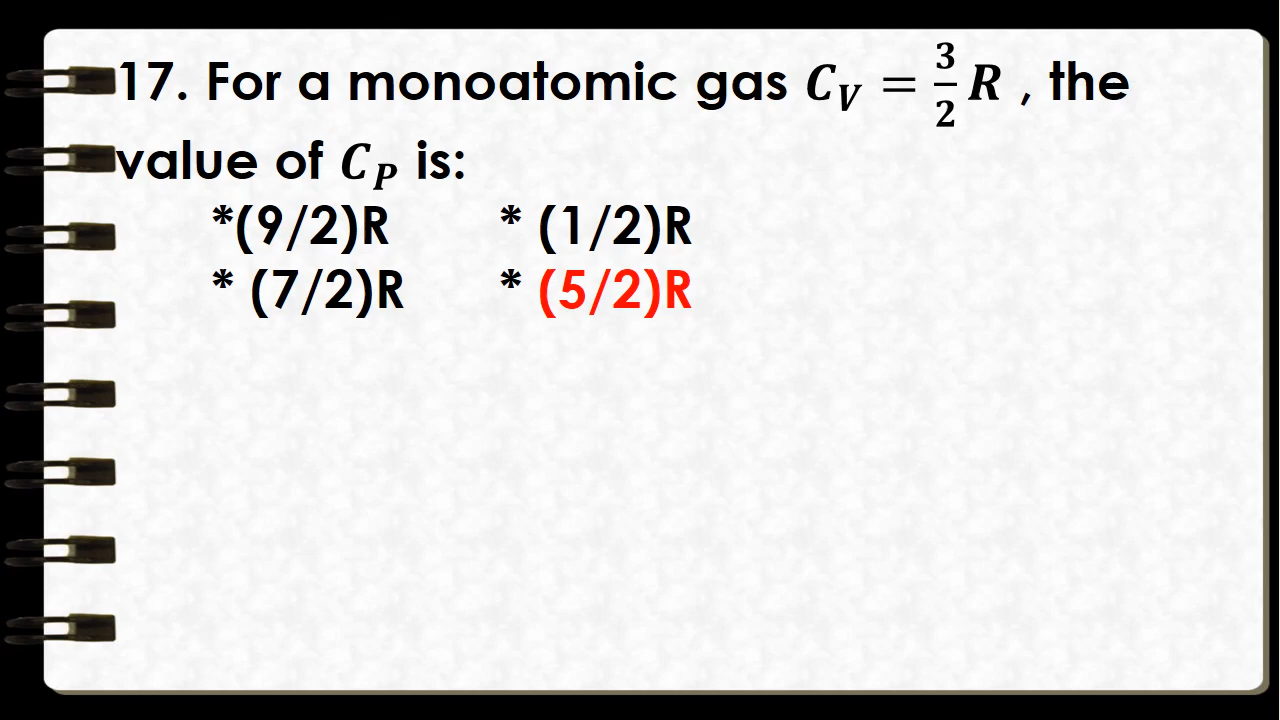 17. For a monoatomic gas C_V = 3/2 R , the
value of C_P is:
*(9/2)R * (1/2)R
* (7/2)R * (5/2)R